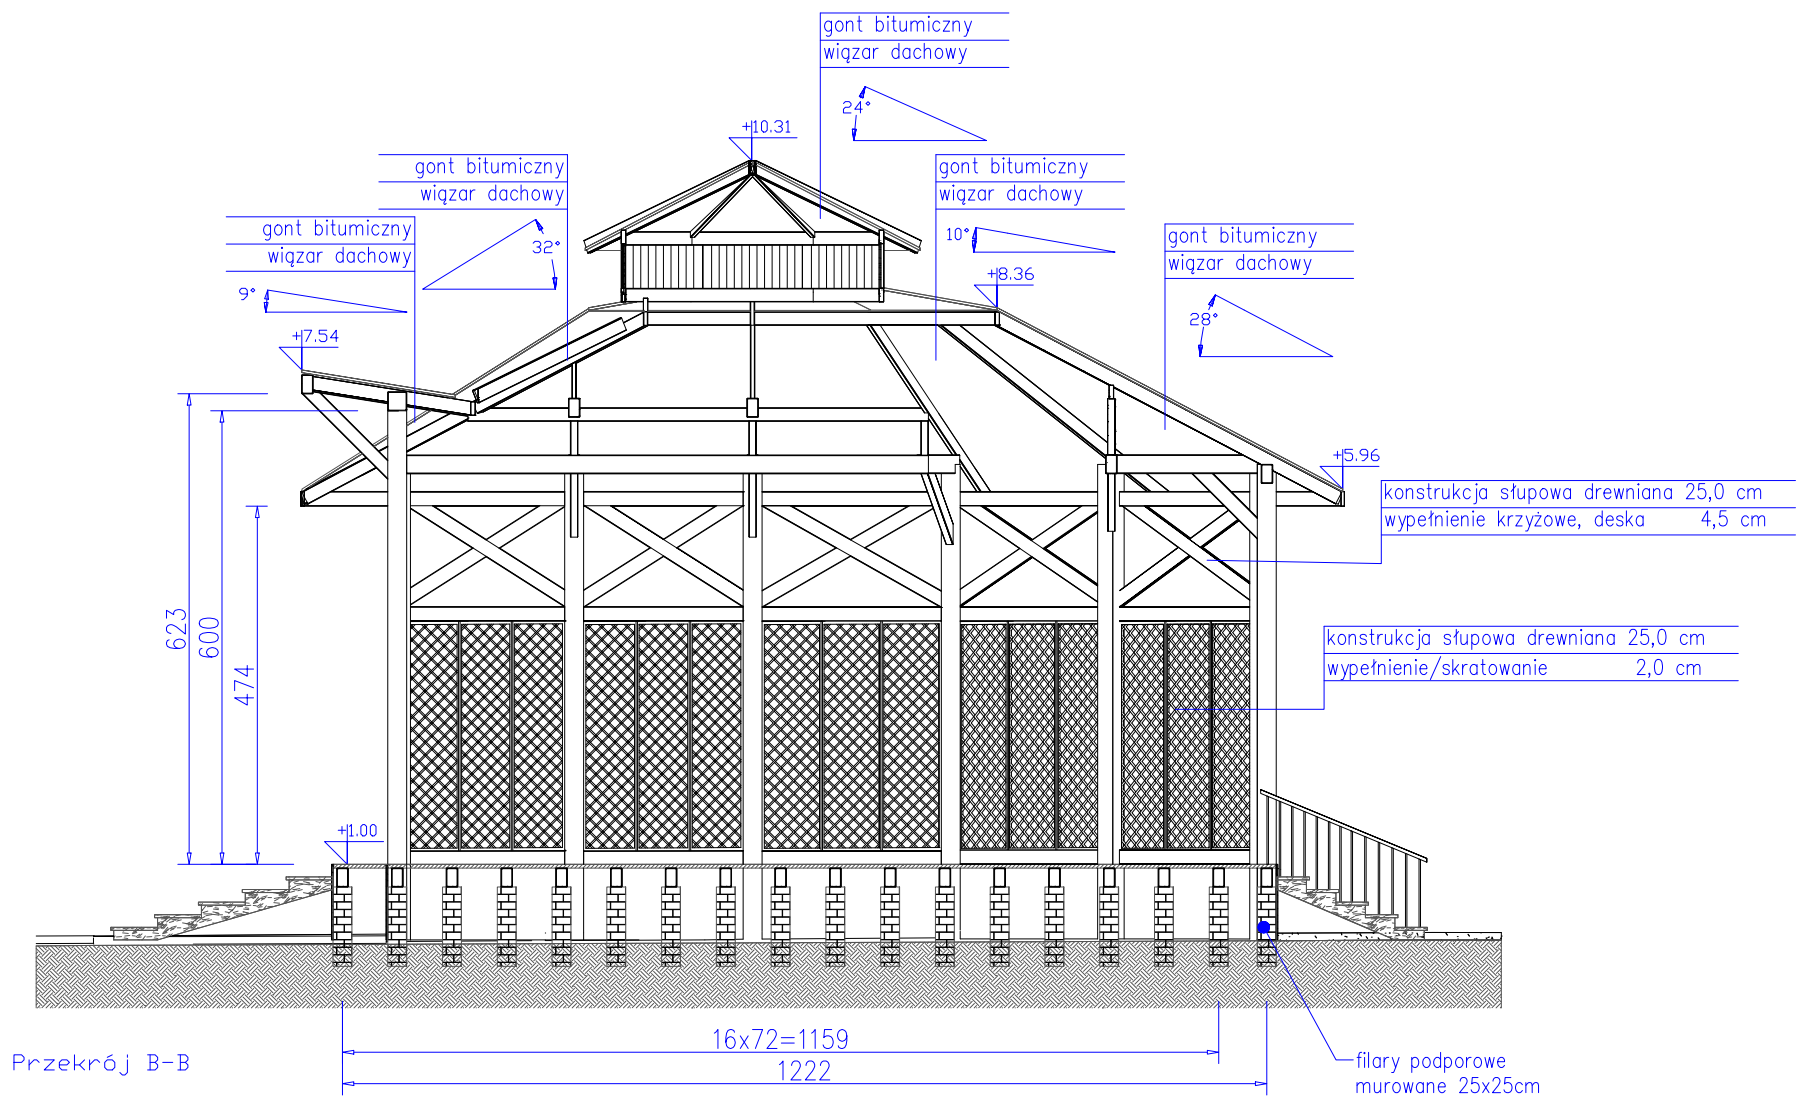 gont bitumiczny
wiązar dachowy
24°
+10.31
gont bitumiczny
wiązar dachowy
gont bitumiczny
wiązar dachowy
gont bitumiczny
wiązar dachowy
32°
10°
gont bitumiczny
wiązar dachowy
9°
+8.36
28°
+7.54
+5.96
konstrukcja słupowa drewniana 25,0 cm
wypełnienie krzyżowe, deska 4,5 cm
623
600
474
konstrukcja słupowa drewniana 25,0 cm
wypełnienie/skratowanie 2,0 cm
+1.00
16x72=1159
1222
Przekrój B-B
filary podporowe
murowane 25x25cm